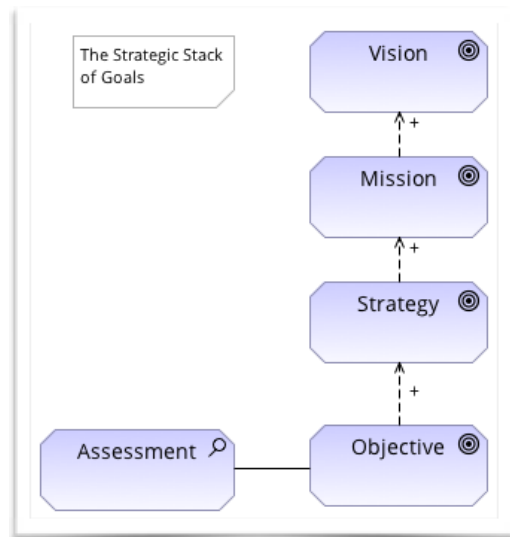 The Strategic Stack
of Goals
Vision
+
Mission
+
Strategy
+
Assessment
Objective